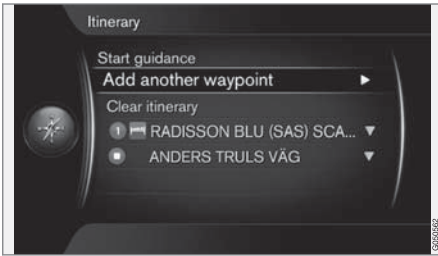 Itinerary
Start guidance
Add another waypoint
Clear itinerary
1 RADISSON BLU (SAS) SCA...
ANDERS TRULS VÄG
G050562